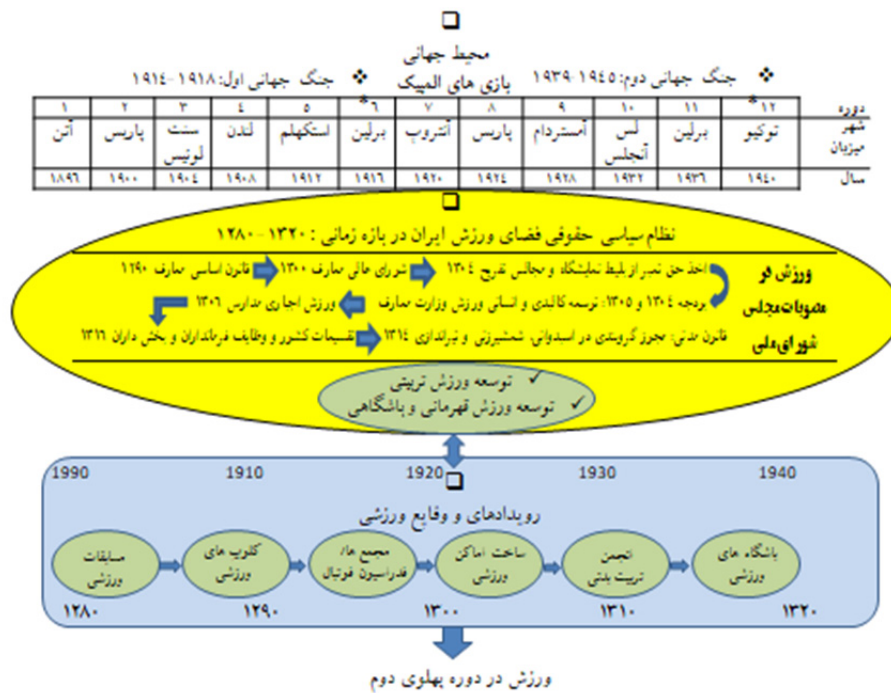 محیط جهانی
❖ جنگ جهانی دوم: ۱۹۴۵-۱۹۳۹
❖ جنگ جهانی اول: ۱۹۱۸-۱۹۱۴
بازی های المپیک
دوره ۱۲* ۱۱ ۱۰ ۹ ۸ ۷ ۶* ۵ ۴ ۳ ۲ ۱
شهر میزبان توکیو برلین لس آنجلس آمستردام پاریس آنتروپ برلین استکهلم لندن سنت لوئیس پاریس آتن
سال ۱۹۴۰ ۱۹۳۶ ۱۹۳۲ ۱۹۲۸ ۱۹۲۴ ۱۹۲۰ ۱۹۱۶ ۱۹۱۲ ۱۹۰۸ ۱۹۰۴ ۱۹۰۰ ۱۸۹۶
نظام سیاسی حقوقی فضای ورزش ایران در بازه زمانی: ۱۳۲۰-۱۲۸۰
ورزش در
مصوبات مجلس
شورای ملی
اخذ حق تمبر از بلیط نمایشگاه و مجالس تفریح ۱۳۰۴
شورای عالی معارف ۱۳۰۰
قانون اساسی معارف ۱۲۹۰
بودجه ۱۳۰۴ و ۱۳۰۵: توسعه کالبدی و انسانی ورزش وزارت معارف
ورزش اجباری مدارس ۱۳۰۶
قانون مدنی: مجوز گروبندی در اسبدوانی، شمشیرزنی و تیراندازی ۱۳۱۴
تقسیمات کشور و وظایف فرمانداران و بخش داران ۱۳۱۶
✓ توسعه ورزش تربیتی
✓ توسعه ورزش قهرمانی و باشگاهی
1990 1910 1920 1930 1940
رویدادهای و وقایع ورزشی
مسابقات ورزشی
کلوب های ورزشی
مجمع ها/ فدراسیون فوتبال
ساخت اماکن ورزشی
انجمن تربیت بدنی
باشگاه های ورزشی
۱۲۸۰ ۱۲۹۰ ۱۳۰۰ ۱۳۱۰ ۱۳۲۰
ورزش در دوره پهلوی دوم